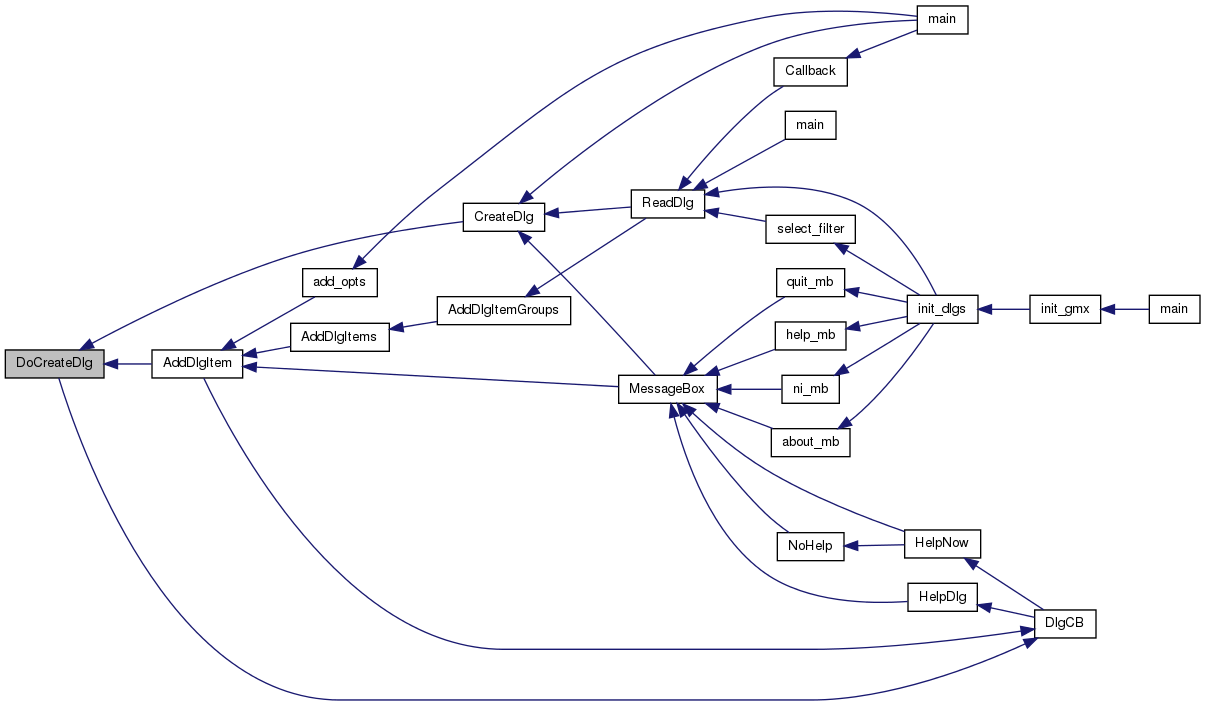 main
Callback
main
ReadDlg
CreateDlg
select_filter
add_opts
quit_mb
AddDlgItemGroups
init_dlgs
init_gmx
main
AddDlgItems
help_mb
DoCreateDlg
AddDlgItem
MessageBox
ni_mb
about_mb
NoHelp
HelpNow
HelpDlg
DlgCB